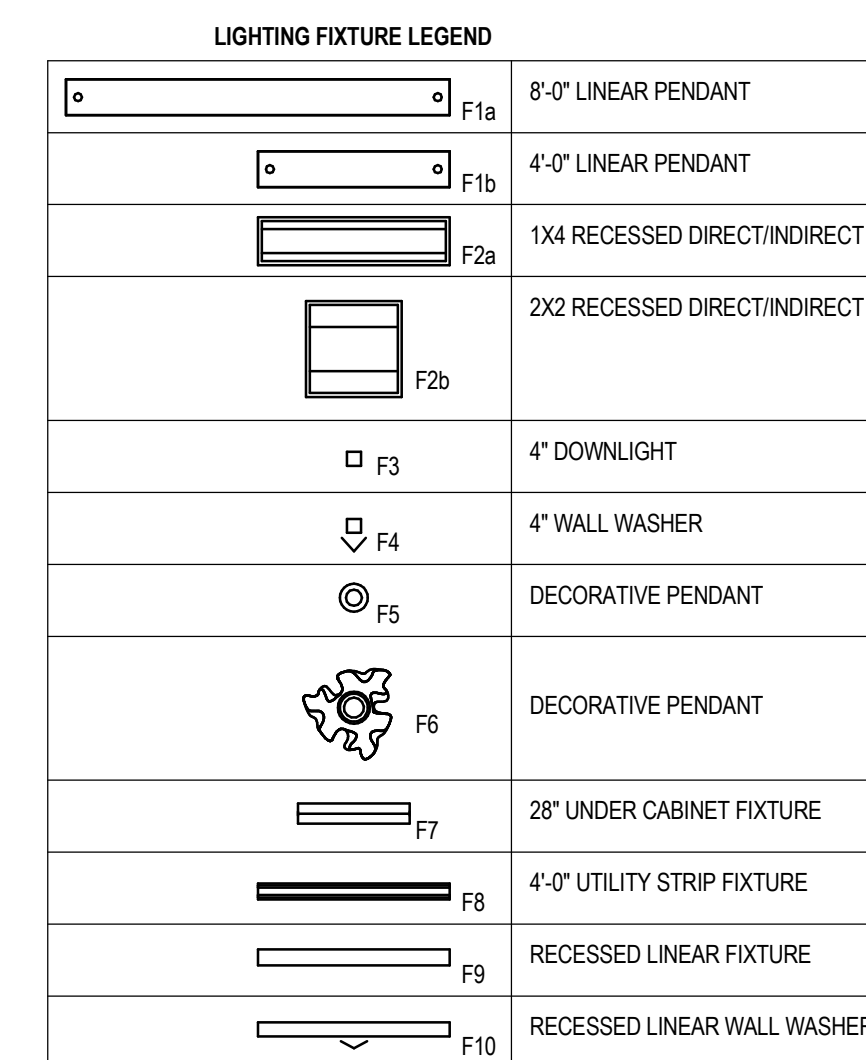 LIGHTING FIXTURE LEGEND
F1a 8'-0" LINEAR PENDANT
F1b 4'-0" LINEAR PENDANT
F2a 1X4 RECESSED DIRECT/INDIRECT
F2b 2X2 RECESSED DIRECT/INDIRECT
F3 4" DOWNLIGHT
F4 4" WALL WASHER
F5 DECORATIVE PENDANT
F6 DECORATIVE PENDANT
F7 28" UNDER CABINET FIXTURE
F8 4'-0" UTILITY STRIP FIXTURE
F9 RECESSED LINEAR FIXTURE
F10 RECESSED LINEAR WALL WASHER